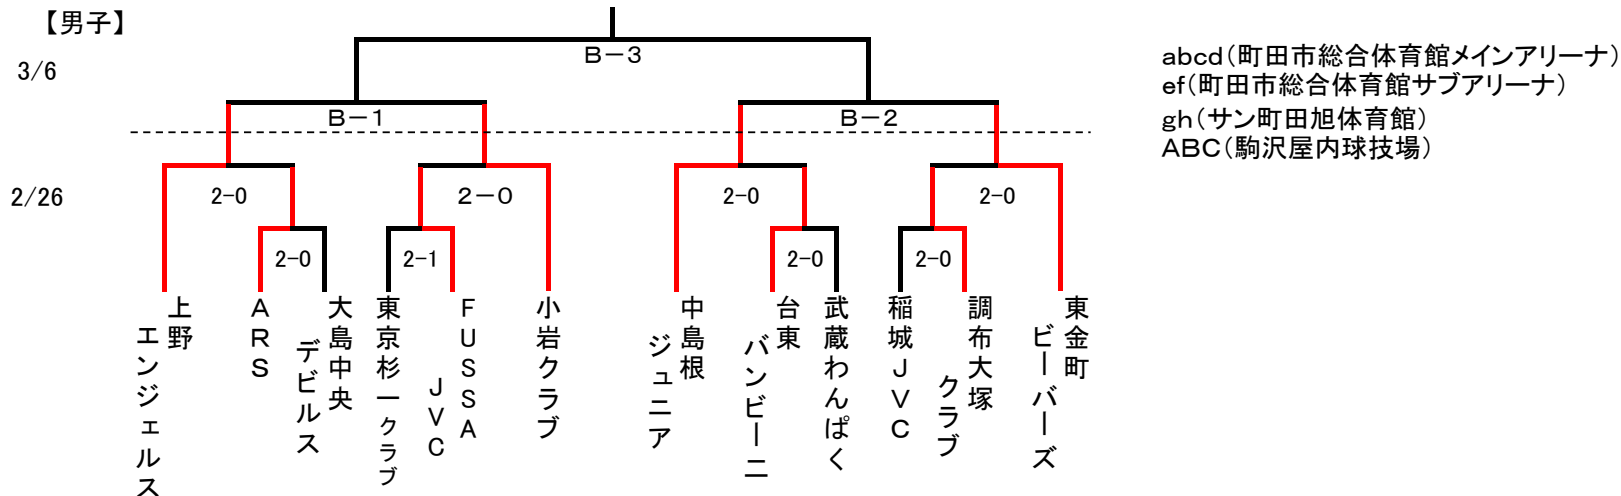 【男子】
B-3
3/6
abcd(町田市総合体育館メインアリーナ)
ef(町田市総合体育館サブアリーナ)
gh(サン町田旭体育館)
ABC(駒沢屋内球技場)
B-1
B-2
2/26
2-0
2-0
2-0
2-0
2-0
2-1
2-0
2-0
上野
エンジェルス
ARS
大島中央
デビルス
東京杉一クラブ
FUSSA
JVC
小岩クラブ
中島根
ジュニア
台東
バンビーニ
武蔵わんぱく
稲城JVC
調布大塚
クラブ
東金町
ビーバーズ